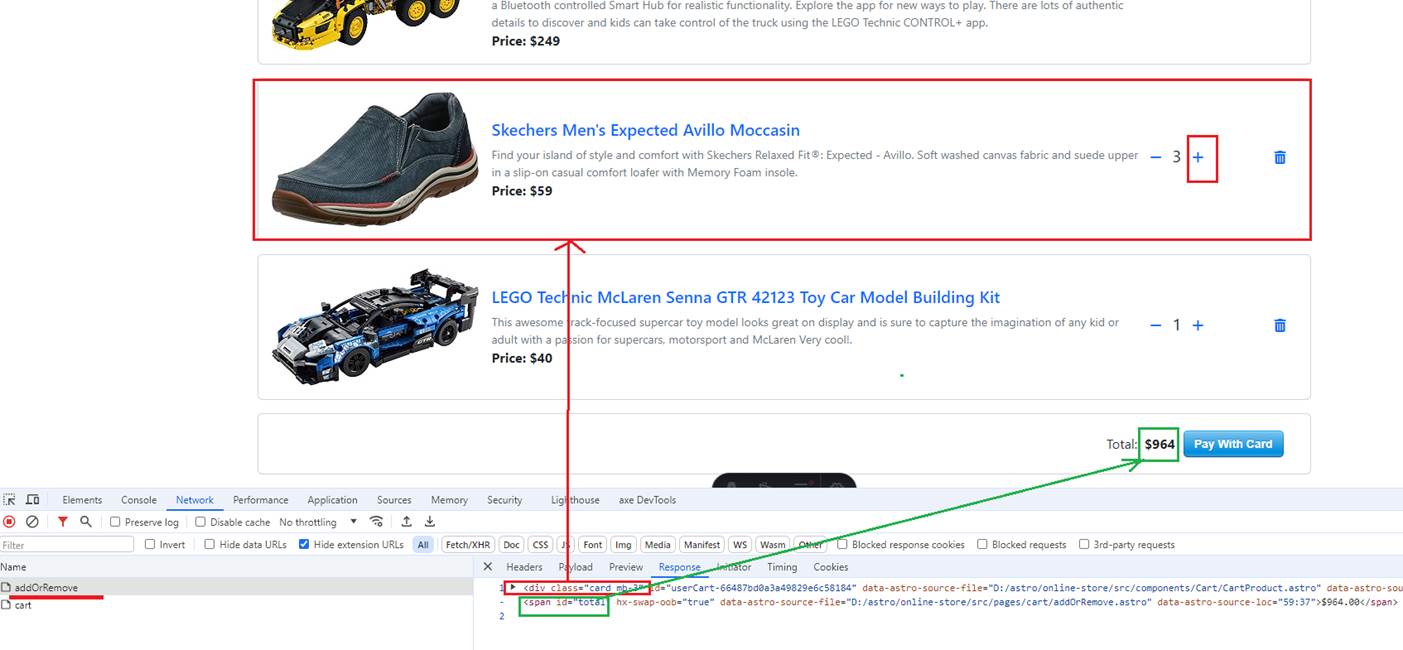 a Bluetooth controlled Smart Hub for realistic functionality. Explore the app for new ways to play. There are lots of authentic
details to discover and kids can take control of the truck using the LEGO Technic CONTROL+ app.
Price: $249
Skechers Men's Expected Avillo Moccasin
Find your island of style and comfort with Skechers Relaxed Fit®: Expected - Avillo. Soft washed canvas fabric and suede upper
in a slip-on casual comfort loafer with Memory Foam insole.
Price: $59
− 3 +
LEGO Technic McLaren Senna GTR 42123 Toy Car Model Building Kit
This awesome track-focused supercar toy model looks great on display and is sure to capture the imagination of any kid or
adult with a passion for supercars, motorsport and McLaren Very cooll.
Price: $40
− 1 +
Total: $964 Pay With Card
Elements Console Network Performance Application Sources Memory Security Lighthouse axe DevTools
Preserve log Disable cache No throttling
Filter Invert Hide data URLs Hide extension URLs All Fetch/XHR Doc CSS JS Font Img Media Manifest WS Wasm Other Blocked response cookies Blocked requests 3rd-party requests
Name Headers Payload Preview Response Initiator Timing Cookies
addOrRemove
cart
1 <div class="card mb-3" id="userCart-66487bd0a3a49829e6c58184" data-astro-source-file="D:/astro/online-store/src/components/Cart/CartProduct.astro" data-astro-sou
- <span id="total" hx-swap-oob="true" data-astro-source-file="D:/astro/online-store/src/pages/cart/addOrRemove.astro" data-astro-source-loc="59:37">$964.00</span>
2